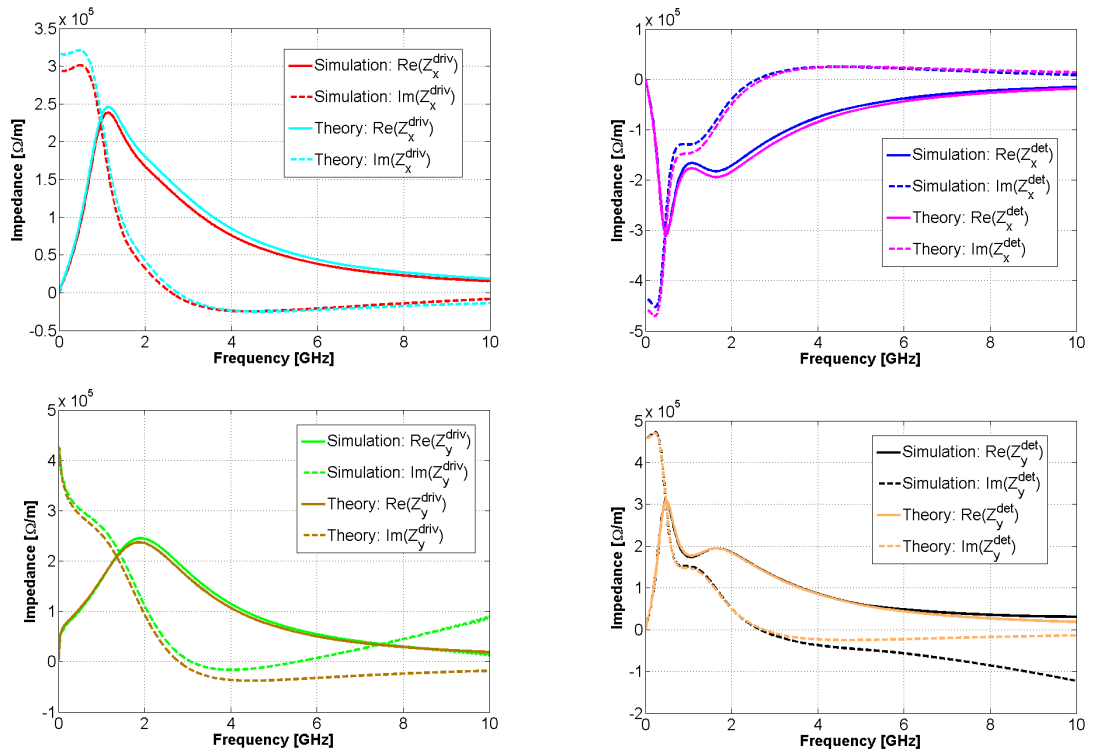 x 10^5
3.5
3
2.5
2
1.5
1
0.5
0
-0.5
Impedance [Ω/m]
Simulation: Re(Z_x^driv)
Simulation: Im(Z_x^driv)
Theory: Re(Z_x^driv)
Theory: Im(Z_x^driv)
0 2 4 6 8 10
Frequency [GHz]
x 10^5
1
0
-1
-2
-3
-4
-5
Impedance [Ω/m]
Simulation: Re(Z_x^det)
Simulation: Im(Z_x^det)
Theory: Re(Z_x^det)
Theory: Im(Z_x^det)
0 2 4 6 8 10
Frequency [GHz]
x 10^5
5
4
3
2
1
0
-1
Impedance [Ω/m]
Simulation: Re(Z_y^driv)
Simulation: Im(Z_y^driv)
Theory: Re(Z_y^driv)
Theory: Im(Z_y^driv)
0 2 4 6 8 10
Frequency [GHz]
x 10^5
5
4
3
2
1
0
-1
-2
Impedance [Ω/m]
Simulation: Re(Z_y^det)
Simulation: Im(Z_y^det)
Theory: Re(Z_y^det)
Theory: Im(Z_y^det)
0 2 4 6 8 10
Frequency [GHz]